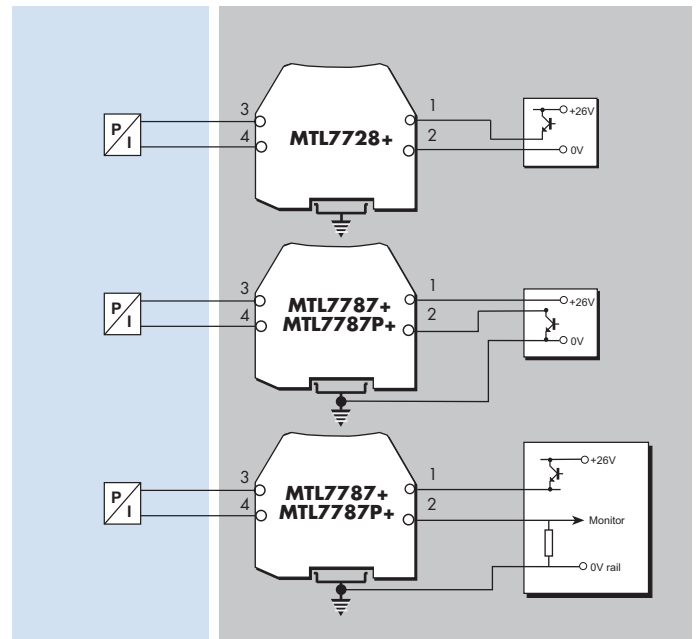 3 1
P/I MTL7728+ +26V
4 2 0V
3 1
P/I MTL7787+ +26V
4 MTL7787P+ 2 0V
3 1 +26V
P/I MTL7787+
4 MTL7787P+ 2 Monitor
0V rail